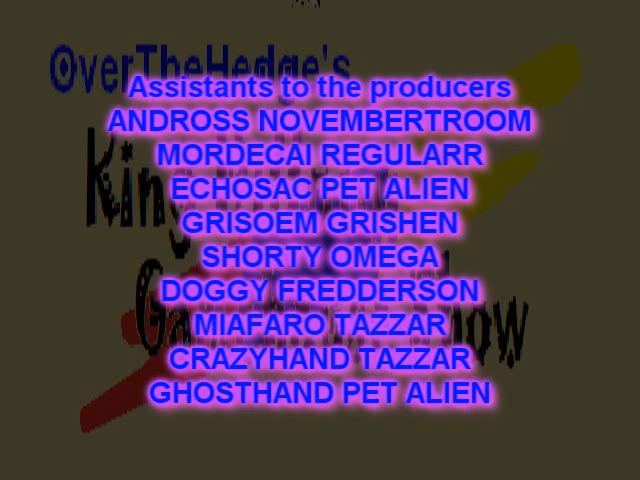 OverTheHedge's
Assistants to the producers
ANDROSS NOVEMBERTROOM
MORDECAI REGULARR
ECHOSAC PET ALIEN
GRISOEM GRISHEN
SHORTY OMEGA
DOGGY FREDDERSON
MIAFARO TAZZAR
CRAZYHAND TAZZAR
GHOSTHAND PET ALIEN